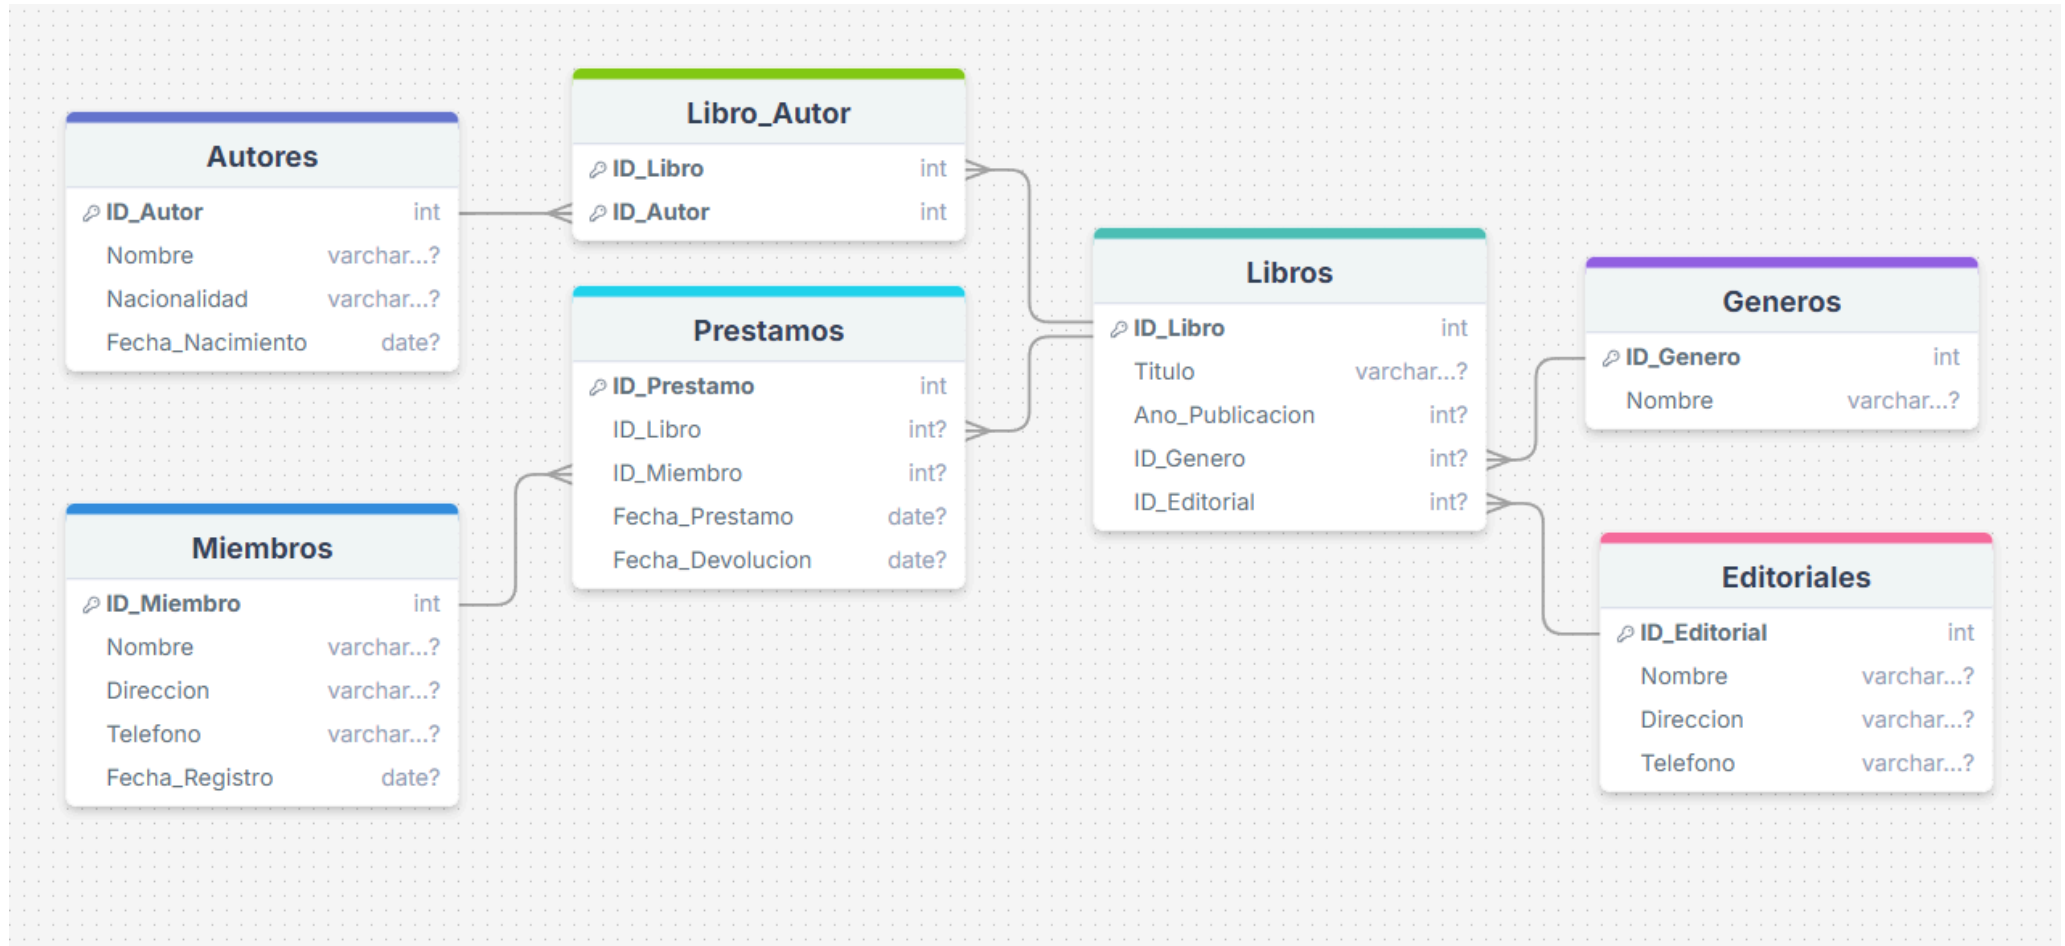 Autores
ID_Autor int
Nombre varchar...?
Nacionalidad varchar...?
Fecha_Nacimiento date?
Libro_Autor
ID_Libro int
ID_Autor int
Prestamos
ID_Prestamo int
ID_Libro int?
ID_Miembro int?
Fecha_Prestamo date?
Fecha_Devolucion date?
Miembros
ID_Miembro int
Nombre varchar...?
Direccion varchar...?
Telefono varchar...?
Fecha_Registro date?
Libros
ID_Libro int
Titulo varchar...?
Ano_Publicacion int?
ID_Genero int?
ID_Editorial int?
Generos
ID_Genero int
Nombre varchar...?
Editoriales
ID_Editorial int
Nombre varchar...?
Direccion varchar...?
Telefono varchar...?